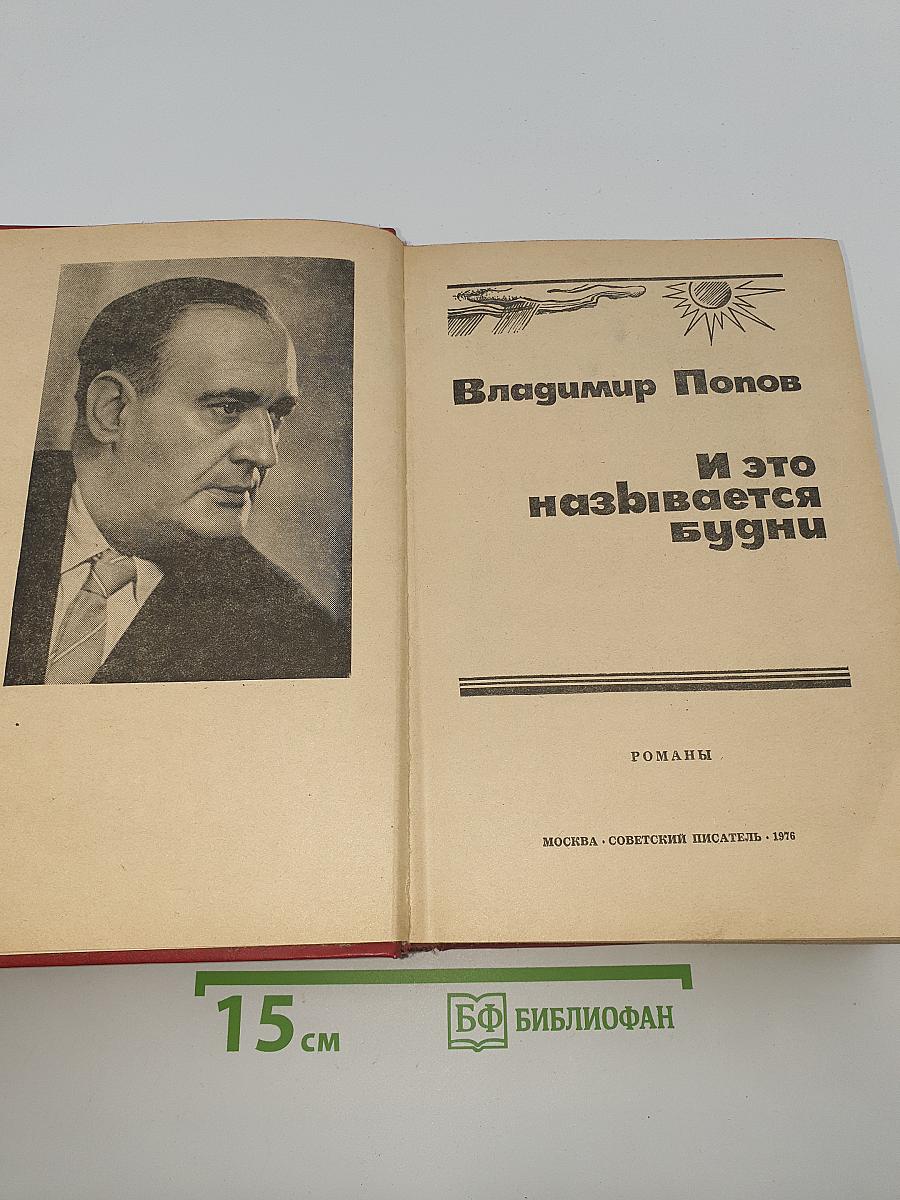 Владимир Попов
И это
называется
будни
РОМАНЫ
МОСКВА · СОВЕТСКИЙ ПИСАТЕЛЬ · 1976
15 см
БФ БИБЛИОФАН